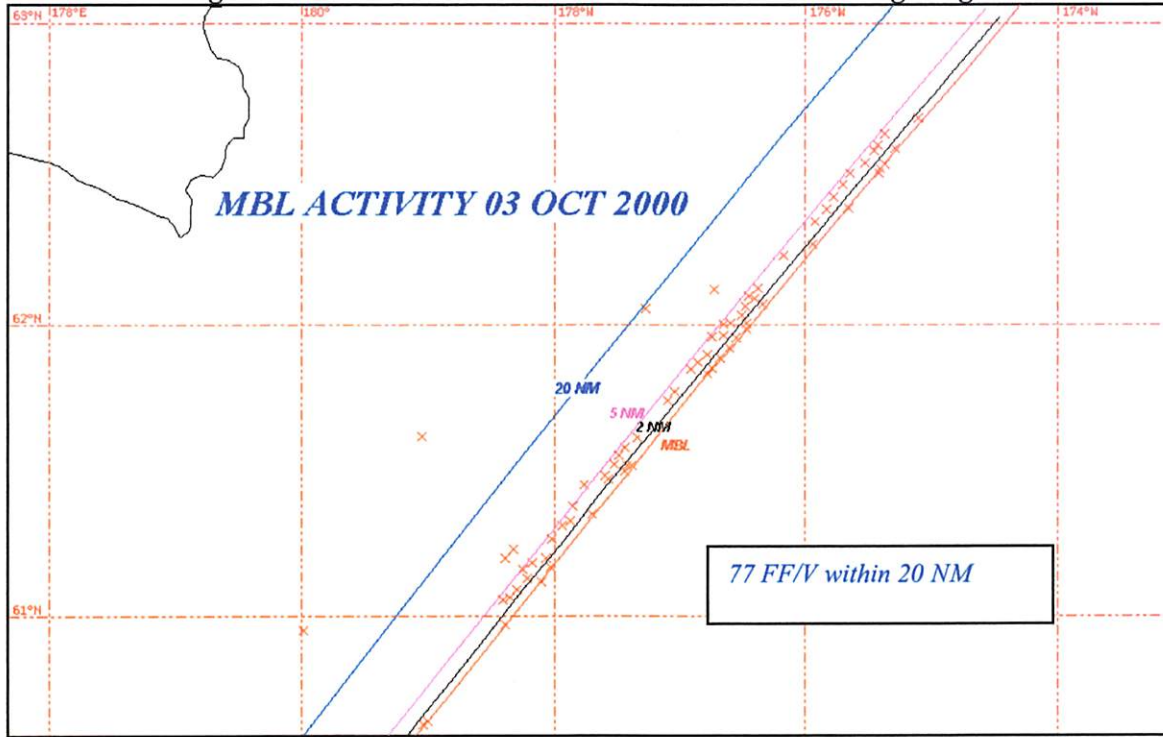 63°N 178°E 180° 178°W 176°W 174°W
MBL ACTIVITY 03 OCT 2000
62°N
20 NM
5 NM
2 NM
MBL
77 FF/V within 20 NM
61°N